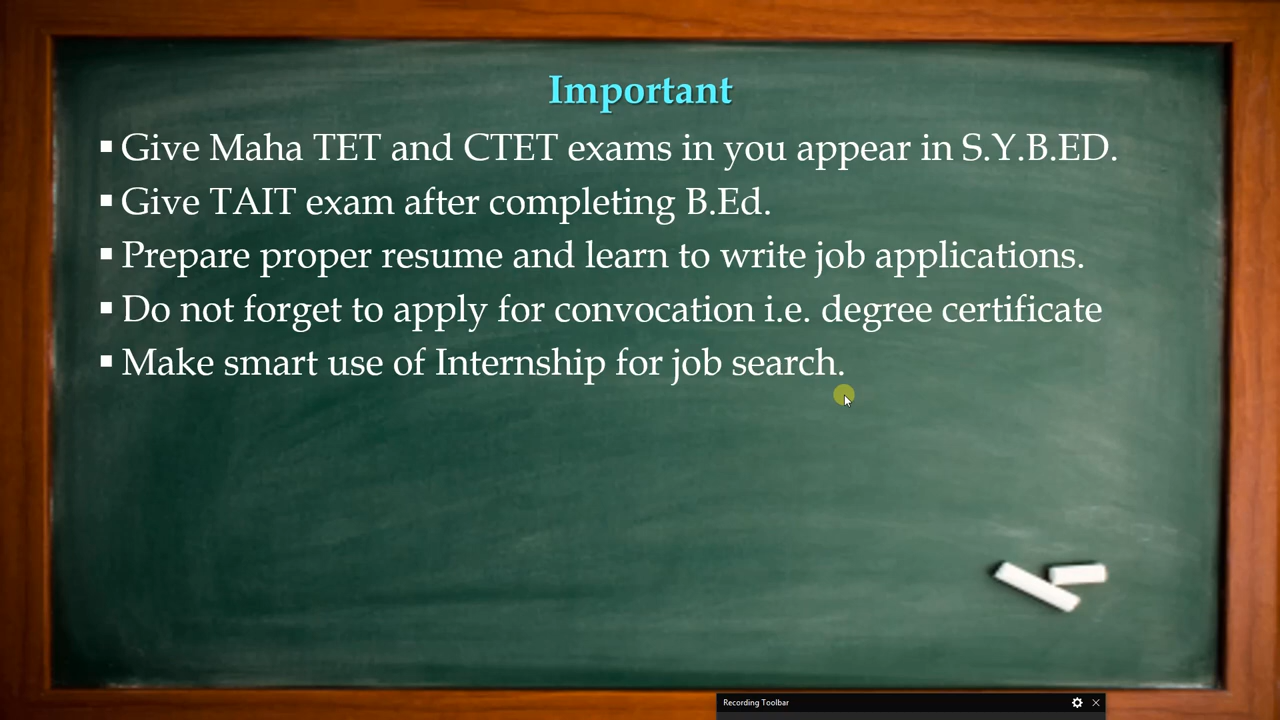 Important
▪ Give Maha TET and CTET exams in you appear in S.Y.B.ED.
▪ Give TAIT exam after completing B.Ed.
▪ Prepare proper resume and learn to write job applications.
▪ Do not forget to apply for convocation i.e. degree certificate
▪ Make smart use of Internship for job search.
Recording Toolbar